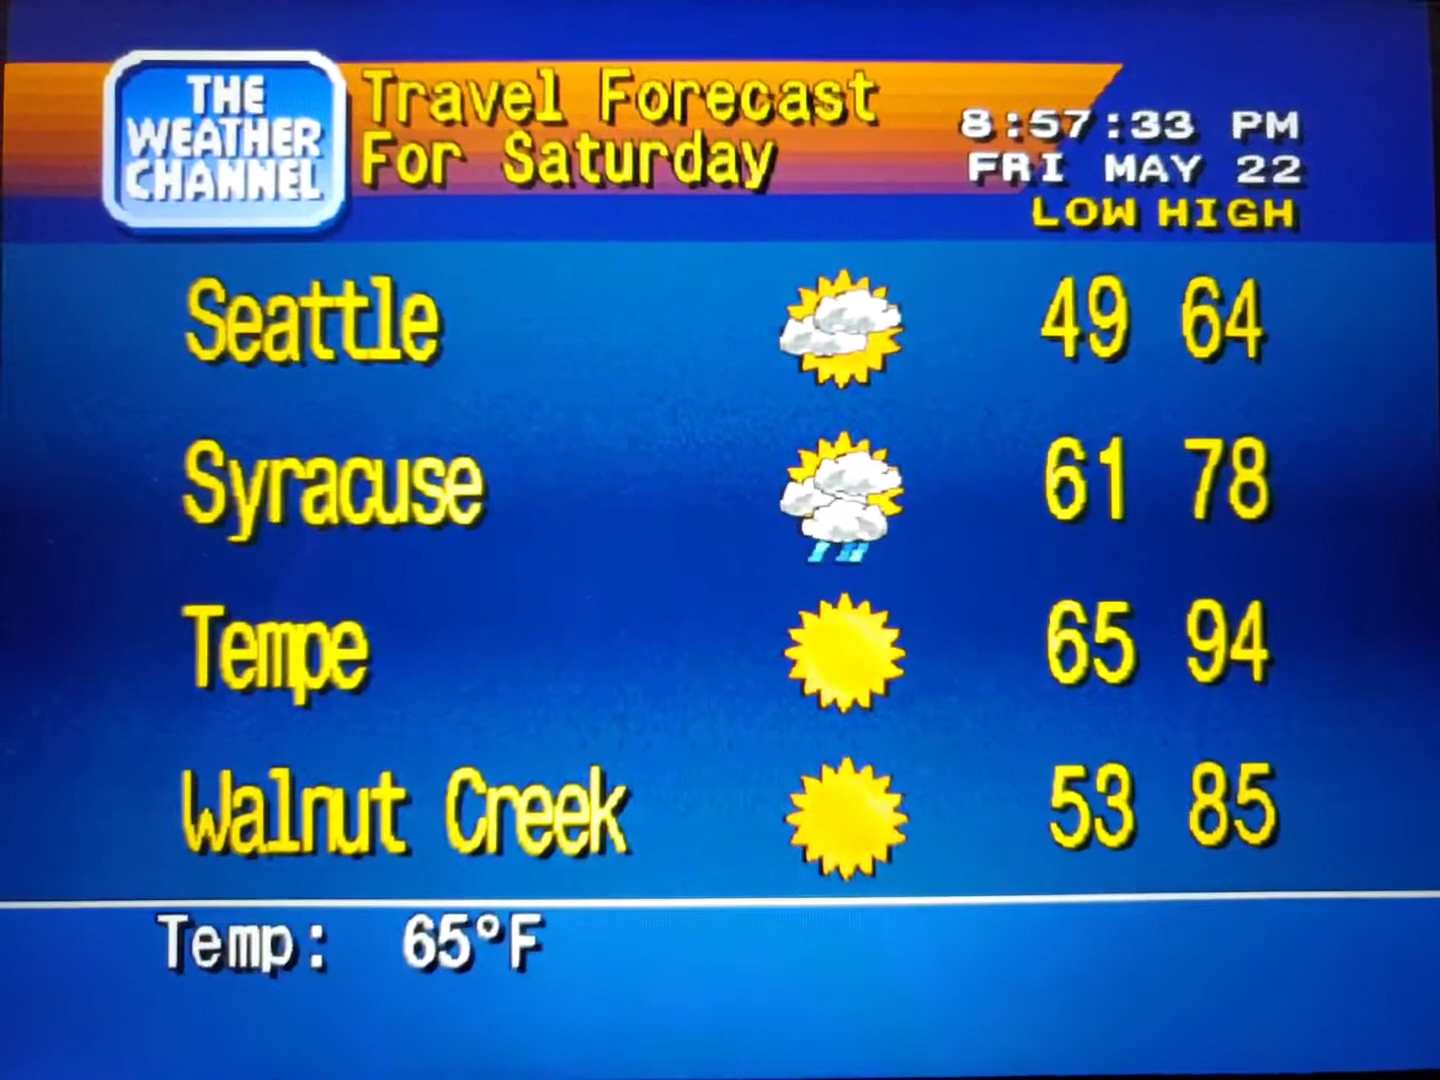 THE
WEATHER
CHANNEL
Travel Forecast
For Saturday
8:57:33 PM
FRI MAY 22
LOW HIGH
Seattle 49 64
Syracuse 61 78
Tempe 65 94
Walnut Creek 53 85
Temp: 65°F